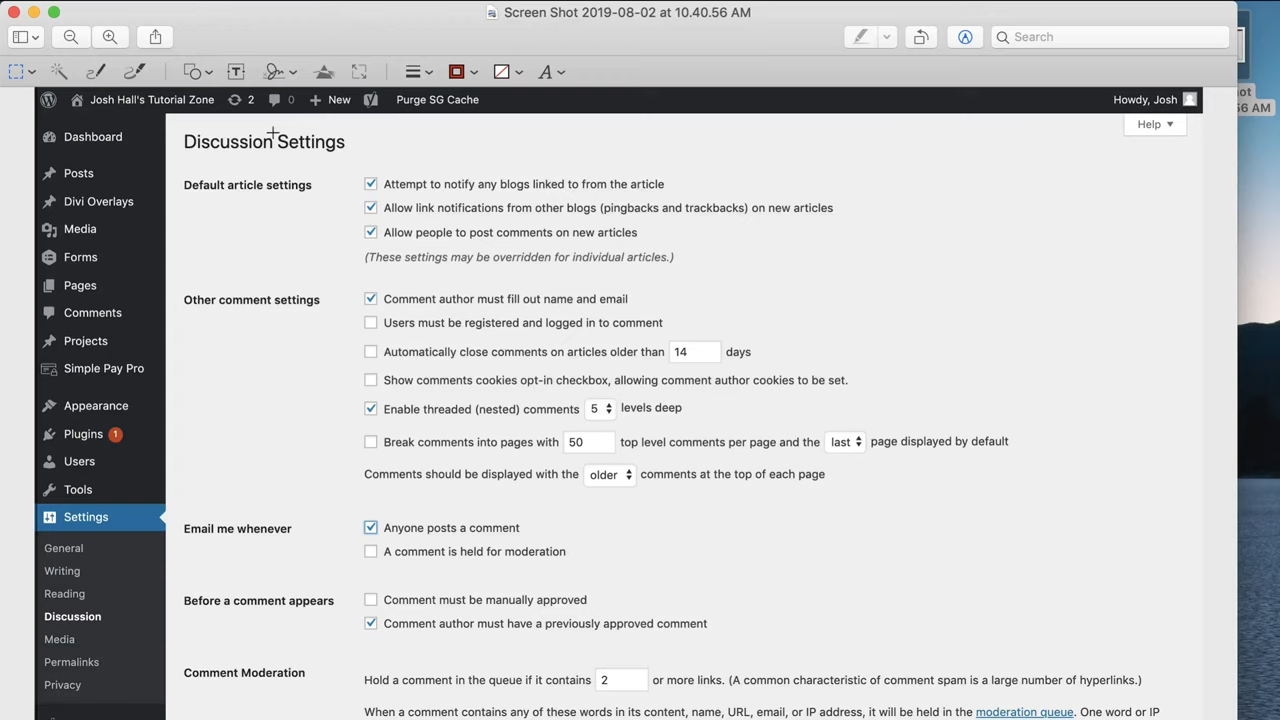 Screen Shot 2019-08-02 at 10.40.56 AM
Search
Josh Hall's Tutorial Zone 2 0 New Purge SG Cache Howdy, Josh
Help
Dashboard
Posts
Divi Overlays
Media
Forms
Pages
Comments
Projects
Simple Pay Pro
Appearance
Plugins 1
Users
Tools
Settings
General
Writing
Reading
Discussion
Media
Permalinks
Privacy
Discussion Settings
Default article settings
Attempt to notify any blogs linked to from the article
Allow link notifications from other blogs (pingbacks and trackbacks) on new articles
Allow people to post comments on new articles
(These settings may be overridden for individual articles.)
Other comment settings
Comment author must fill out name and email
Users must be registered and logged in to comment
Automatically close comments on articles older than 14 days
Show comments cookies opt-in checkbox, allowing comment author cookies to be set.
Enable threaded (nested) comments 5 levels deep
Break comments into pages with 50 top level comments per page and the last page displayed by default
Comments should be displayed with the older comments at the top of each page
Email me whenever
Anyone posts a comment
A comment is held for moderation
Before a comment appears
Comment must be manually approved
Comment author must have a previously approved comment
Comment Moderation
Hold a comment in the queue if it contains 2 or more links. (A common characteristic of comment spam is a large number of hyperlinks.)
When a comment contains any of these words in its content, name, URL, email, or IP address, it will be held in the moderation queue. One word or IP
ot
56 AM